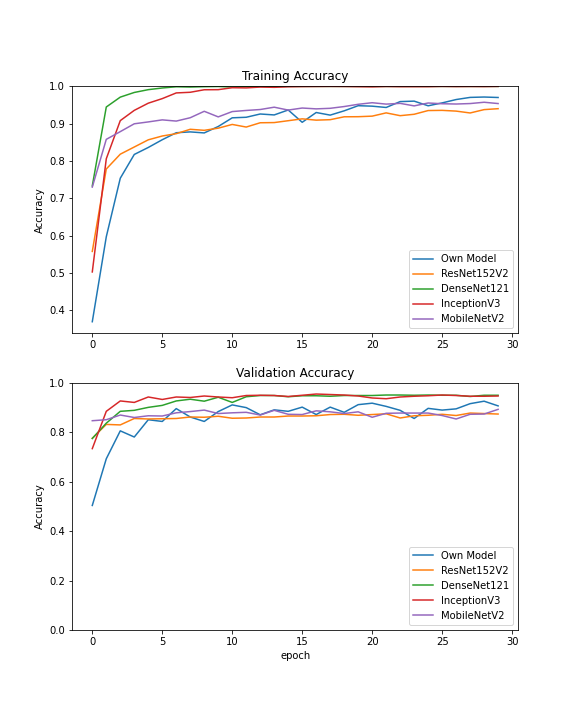 Training Accuracy
1.0
0.9
0.8
0.7
0.6
0.5
0.4
Accuracy
Own Model
ResNet152V2
DenseNet121
InceptionV3
MobileNetV2
0 5 10 15 20 25 30
Validation Accuracy
1.0
0.8
0.6
0.4
0.2
0.0
Accuracy
Own Model
ResNet152V2
DenseNet121
InceptionV3
MobileNetV2
0 5 10 15 20 25 30
epoch